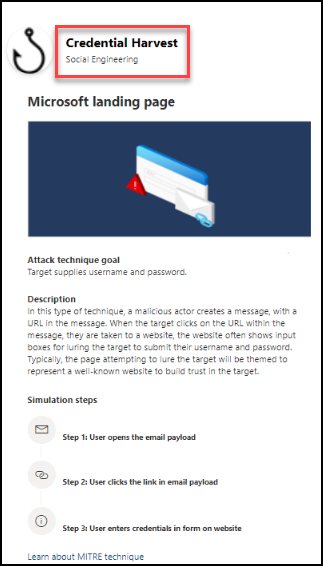 Credential Harvest
Social Engineering
Microsoft landing page
Attack technique goal
Target supplies username and password.
Description
In this type of technique, a malicious actor creates a message, with a
URL in the message. When the target clicks on the URL within the
message, they are taken to a website, the website often shows input
boxes for luring the target to submit their username and password.
Typically, the page attempting to lure the target will be themed to
represent a well-known website to build trust in the target.
Simulation steps
Step 1: User opens the email payload
Step 2: User clicks the link in email payload
Step 3: User enters credentials in form on website
Learn about MITRE technique